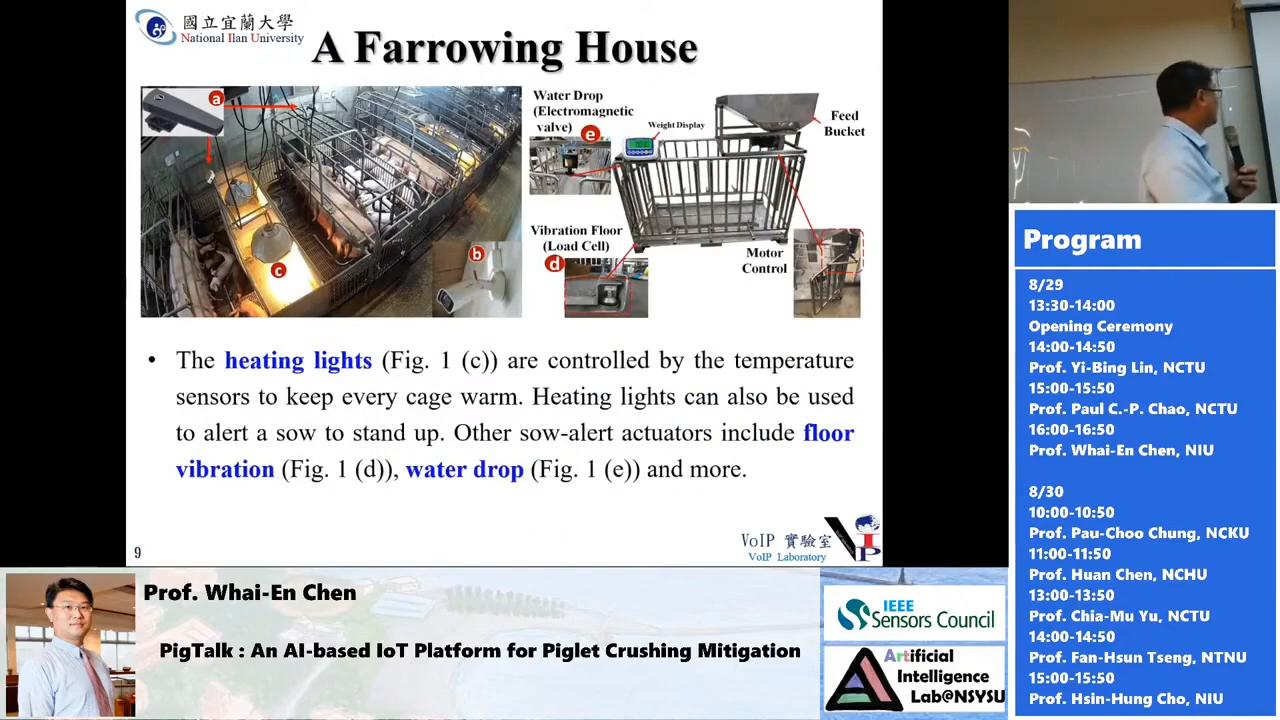 國立宜蘭大學
National Ilan University
A Farrowing House
a
b
c
Water Drop
(Electromagnetic
valve)
e
Weight Display
Feed
Bucket
Vibration Floor
(Load Cell)
d
Motor
Control
• The heating lights (Fig. 1 (c)) are controlled by the temperature
sensors to keep every cage warm. Heating lights can also be used
to alert a sow to stand up. Other sow-alert actuators include floor
vibration (Fig. 1 (d)), water drop (Fig. 1 (e)) and more.
9
VoIP 實驗室
VoIP Laboratory
VIP
Program
8/29
13:30-14:00
Opening Ceremony
14:00-14:50
Prof. Yi-Bing Lin, NCTU
15:00-15:50
Prof. Paul C.-P. Chao, NCTU
16:00-16:50
Prof. Whai-En Chen, NIU
8/30
10:00-10:50
Prof. Pau-Choo Chung, NCKU
11:00-11:50
Prof. Huan Chen, NCHU
13:00-13:50
Prof. Chia-Mu Yu, NCTU
14:00-14:50
Prof. Fan-Hsun Tseng, NTNU
15:00-15:50
Prof. Hsin-Hung Cho, NIU
Prof. Whai-En Chen
PigTalk : An AI-based IoT Platform for Piglet Crushing Mitigation
IEEE
Sensors Council
Artificial
Intelligence
Lab@NSYSU